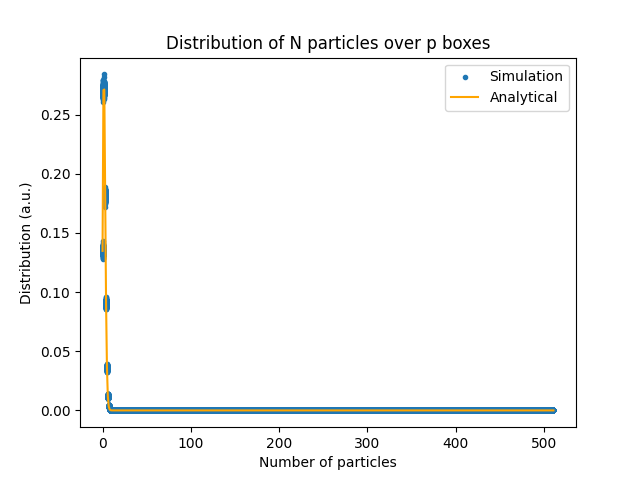 Distribution of N particles over p boxes
Simulation
Analytical
Distribution (a.u.)
0.25
0.20
0.15
0.10
0.05
0.00
0 100 200 300 400 500
Number of particles